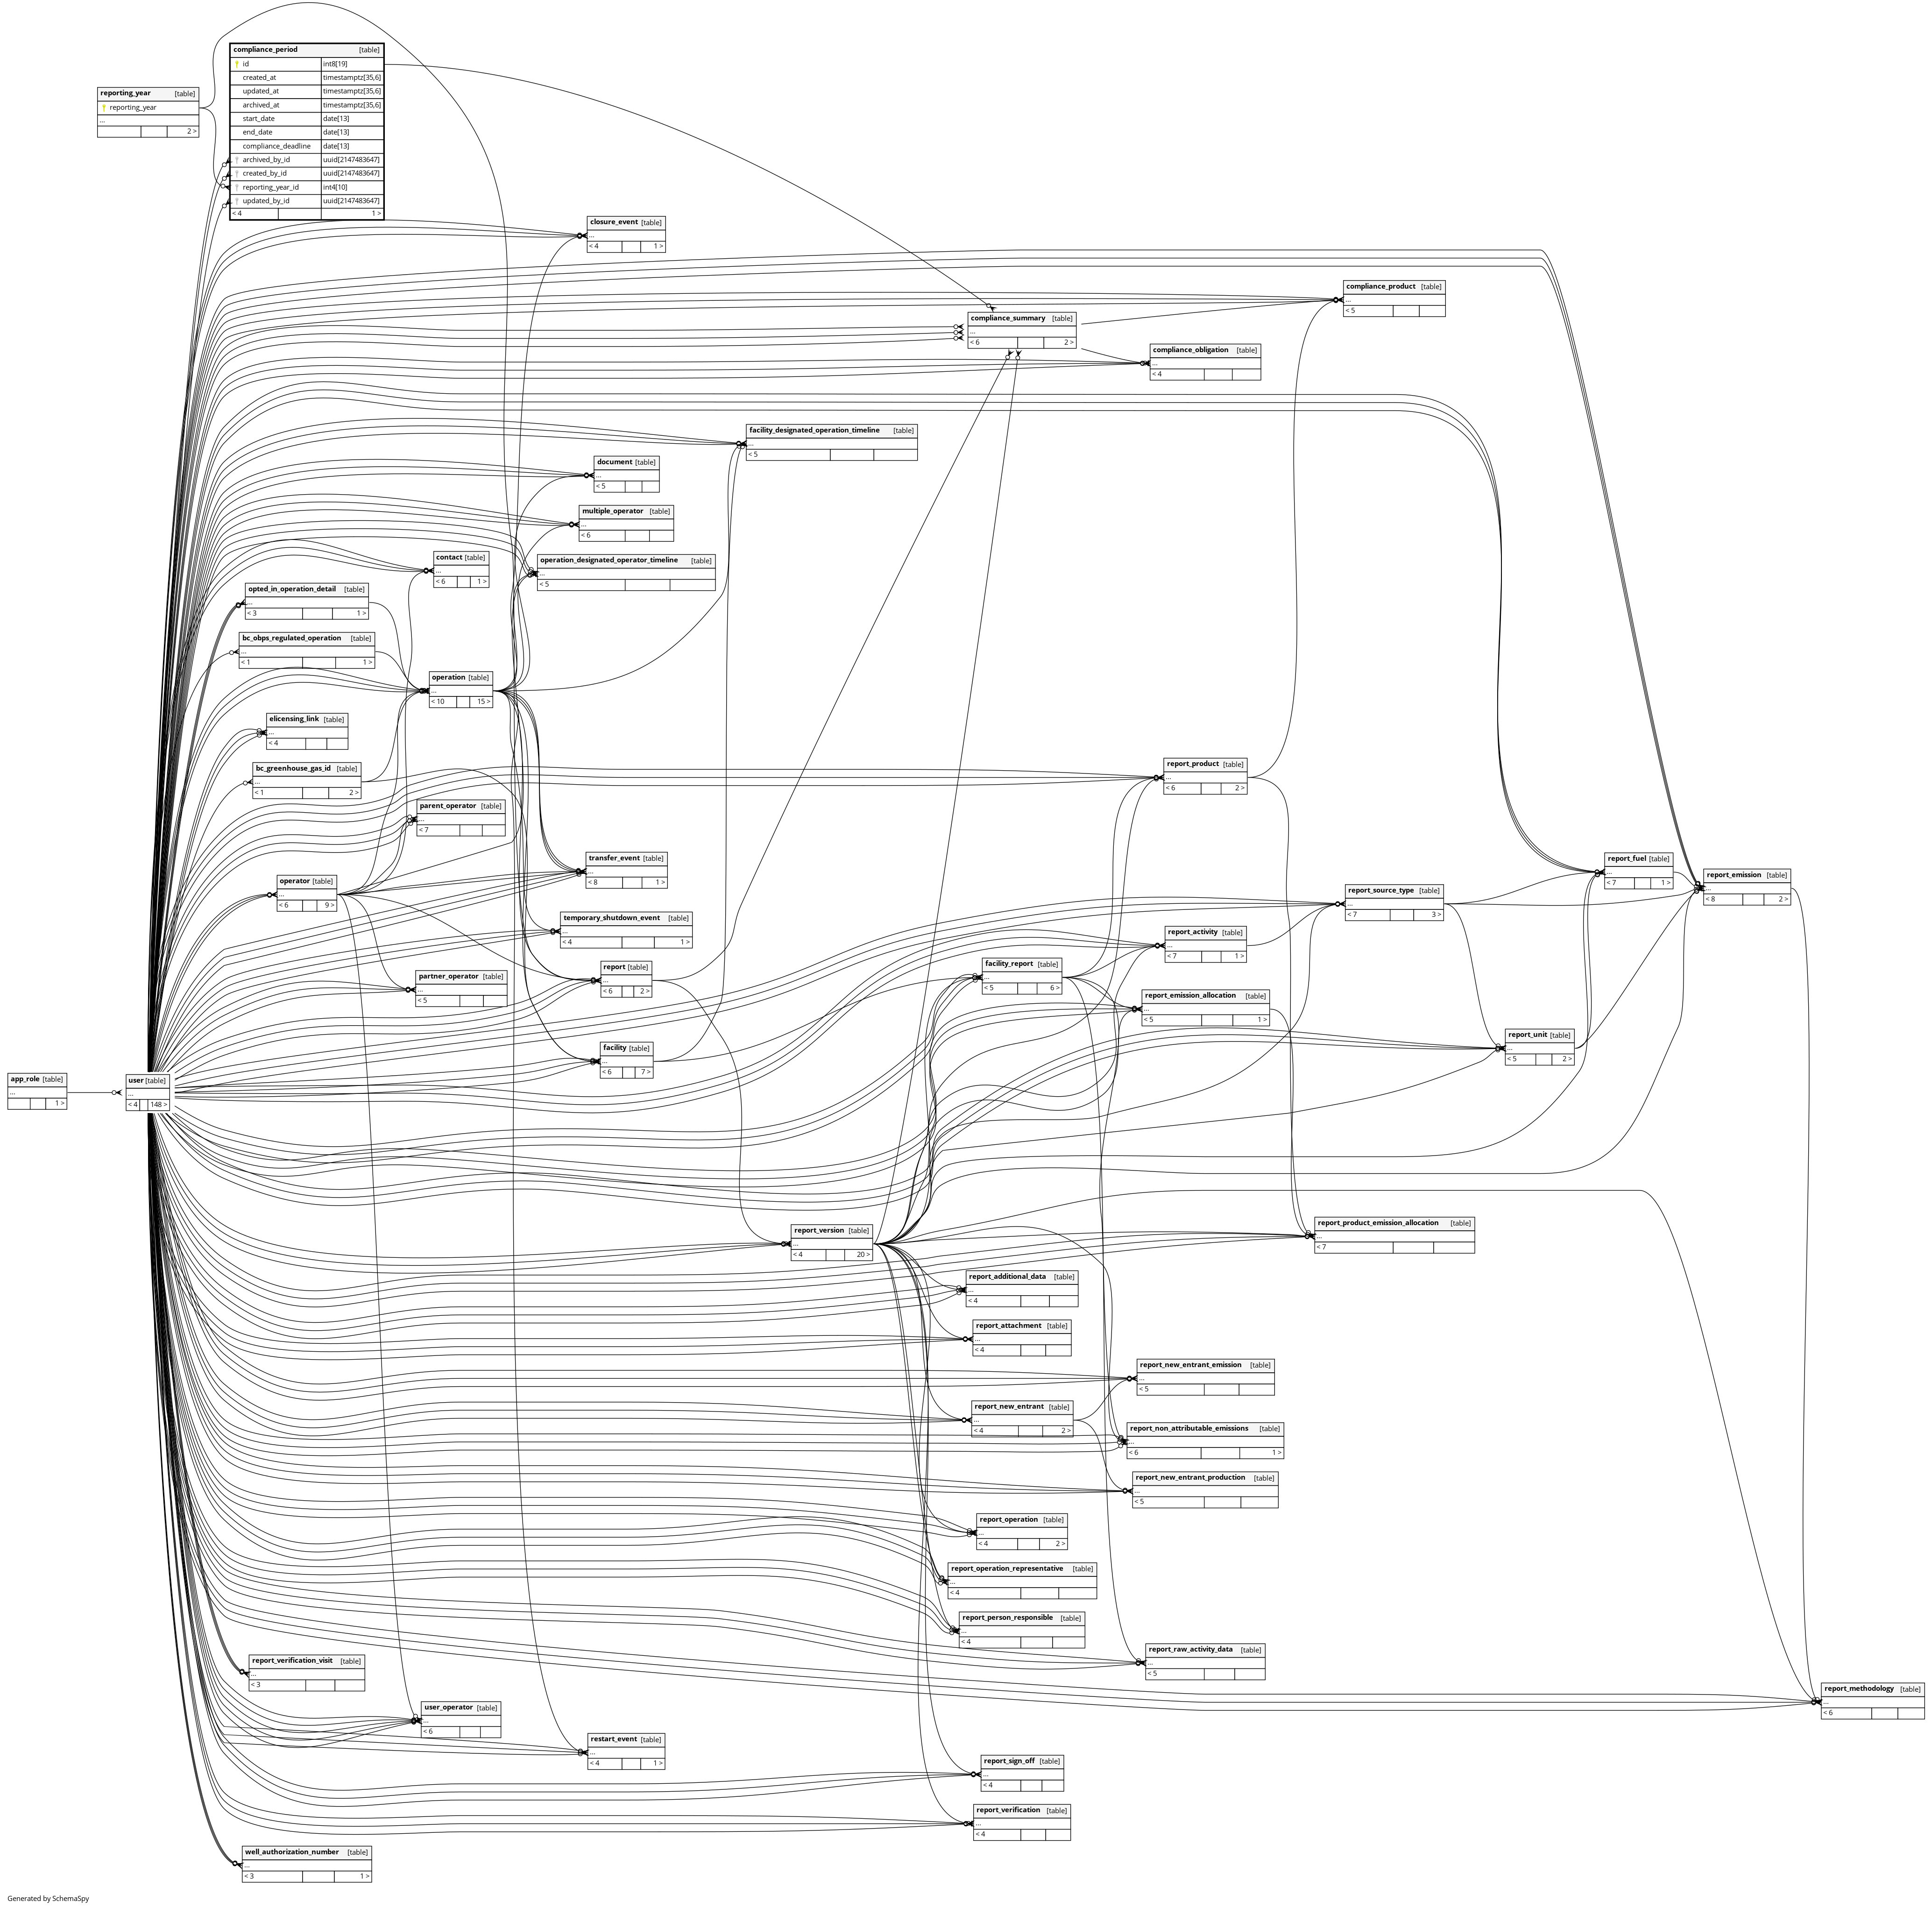 compliance_period [table]
id int8[19]
created_at timestamptz[35,6]
updated_at timestamptz[35,6]
archived_at timestamptz[35,6]
start_date date[13]
end_date date[13]
compliance_deadline date[13]
archived_by_id uuid[2147483647]
created_by_id uuid[2147483647]
reporting_year_id int4[10]
updated_by_id uuid[2147483647]
< 4 1 >
reporting_year [table]
reporting_year
...
2 >
closure_event [table]
...
< 4 1 >
compliance_product [table]
...
< 5
compliance_summary [table]
...
< 6 2 >
compliance_obligation [table]
...
< 4
facility_designated_operation_timeline [table]
...
< 5
document [table]
...
< 5
multiple_operator [table]
...
< 6
operation_designated_operator_timeline [table]
...
< 5
contact [table]
...
< 6 1 >
opted_in_operation_detail [table]
...
< 3 1 >
bc_obps_regulated_operation [table]
...
< 1 1 >
operation [table]
...
< 10 15 >
elicensing_link [table]
...
< 4
bc_greenhouse_gas_id [table]
...
< 1 2 >
report_product [table]
...
< 6 2 >
parent_operator [table]
...
< 7
transfer_event [table]
...
< 8 1 >
report_fuel [table]
...
< 7 1 >
report_emission [table]
...
< 8 2 >
operator [table]
...
< 6 9 >
report_source_type [table]
...
< 7 3 >
temporary_shutdown_event [table]
...
< 4 1 >
report_activity [table]
...
< 7 1 >
facility_report [table]
...
< 5 6 >
report [table]
...
< 6 2 >
partner_operator [table]
...
< 5
report_emission_allocation [table]
...
< 5 1 >
report_unit [table]
...
< 5 2 >
facility [table]
...
< 6 7 >
app_role [table]
...
1 >
user [table]
...
< 4 148 >
report_product_emission_allocation [table]
...
< 7
report_version [table]
...
< 4 20 >
report_additional_data [table]
...
< 4
report_attachment [table]
...
< 4
report_new_entrant_emission [table]
...
< 5
report_new_entrant [table]
...
< 4 2 >
report_non_attributable_emissions [table]
...
< 6 1 >
report_new_entrant_production [table]
...
< 5
report_operation [table]
...
< 4 2 >
report_operation_representative [table]
...
< 4
report_person_responsible [table]
...
< 4
report_raw_activity_data [table]
...
< 5
report_verification_visit [table]
...
< 3
report_methodology [table]
...
< 6
user_operator [table]
...
< 6
restart_event [table]
...
< 4 1 >
report_sign_off [table]
...
< 4
report_verification [table]
...
< 4
well_authorization_number [table]
...
< 3 1 >
Generated by SchemaSpy